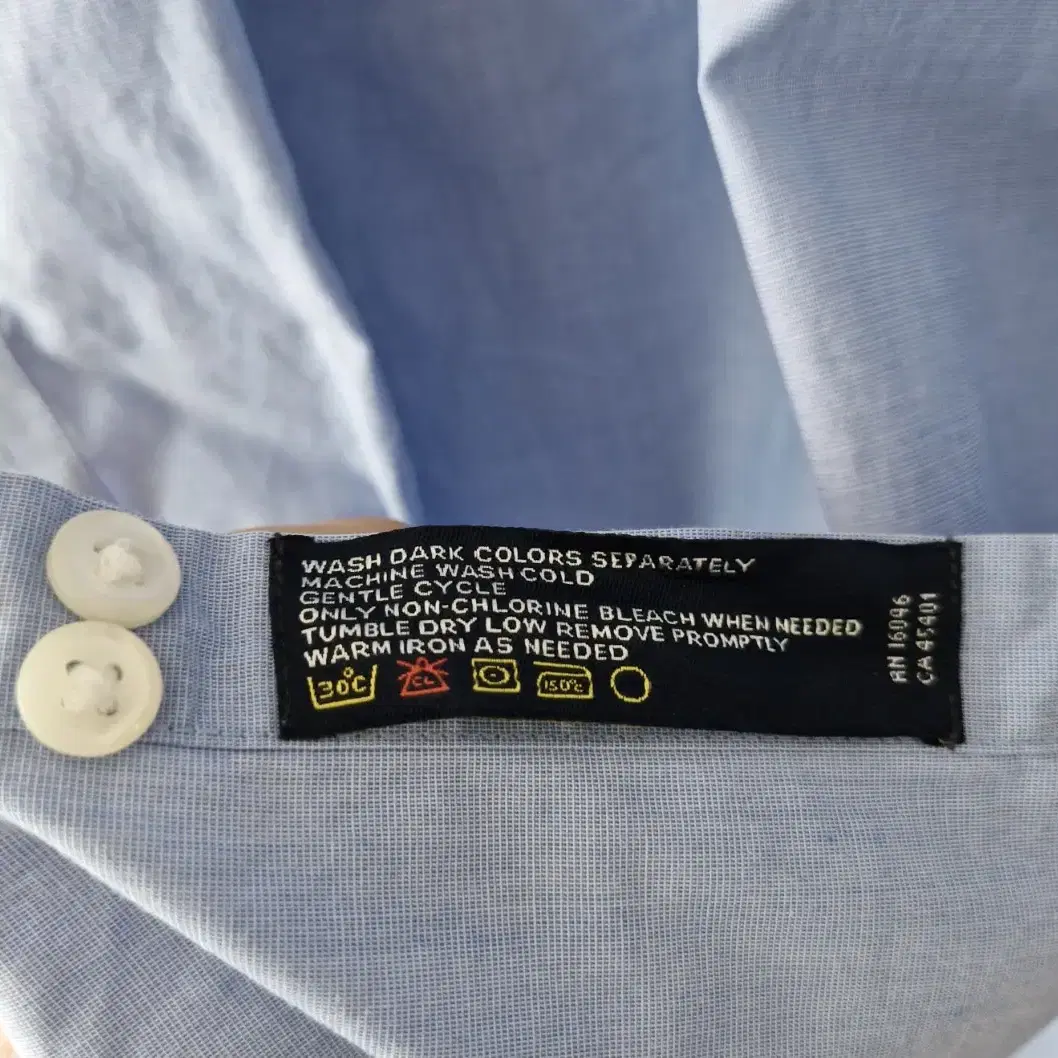 WASH DARK COLORS SEPARATELY
MACHINE WASH COLD
GENTLE CYCLE
ONLY NON-CHLORINE BLEACH WHEN NEEDED
TUMBLE DRY LOW REMOVE PROMPTLY
WARM IRON AS NEEDED
30°C CL 150°C
RN 16046
CA 45401